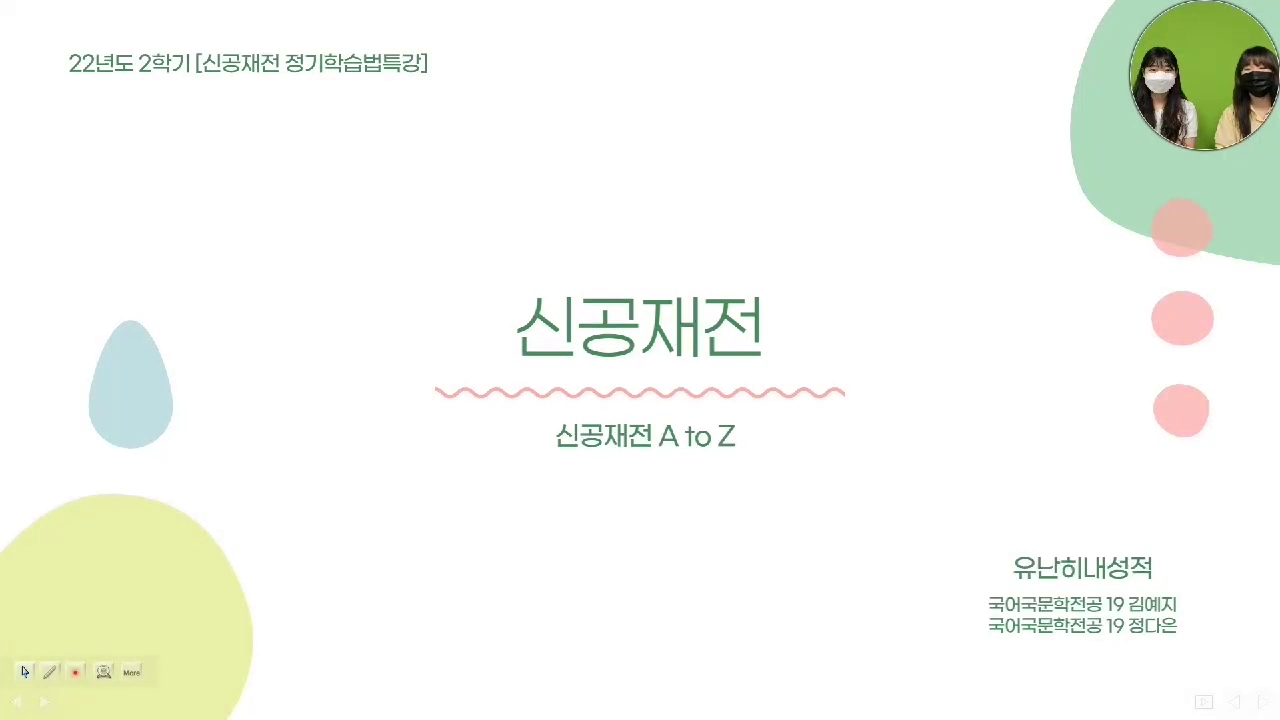 22년도 2학기 [신공재전 정기학습법특강]
신공재전
신공재전 A to Z
유난히내성적
국어국문학전공 19 김예지
국어국문학전공 19 정다은
More